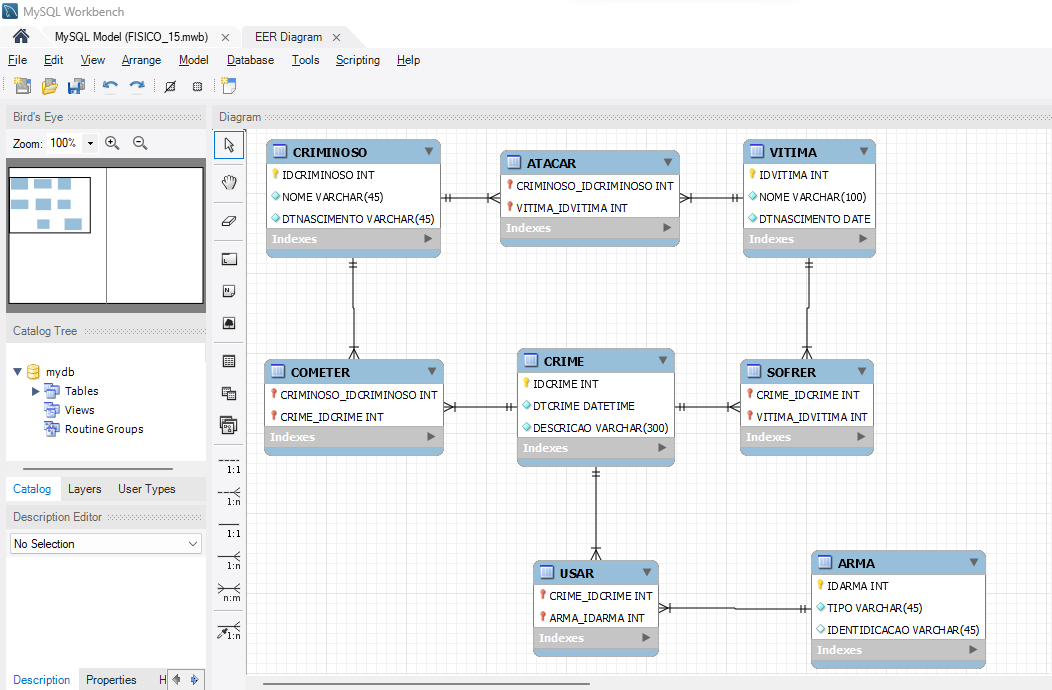 MySQL Workbench
MySQL Model (FISICO_15.mwb)
EER Diagram
File Edit View Arrange Model Database Tools Scripting Help
Bird's Eye
Zoom: 100%
Catalog Tree
mydb
Tables
Views
Routine Groups
Catalog Layers User Types
Description Editor
No Selection
Description Properties H
1:1
1:n
1:1
1:n
n:m
1:n
Diagram
CRIMINOSO
IDCRIMINOSO INT
NOME VARCHAR(45)
DTNASCIMENTO VARCHAR(45)
Indexes
ATACAR
CRIMINOSO_IDCRIMINOSO INT
VITIMA_IDVITIMA INT
Indexes
VITIMA
IDVITIMA INT
NOME VARCHAR(100)
DTNASCIMENTO DATE
Indexes
COMETER
CRIMINOSO_IDCRIMINOSO INT
CRIME_IDCRIME INT
Indexes
CRIME
IDCRIME INT
DTCRIME DATETIME
DESCRICAO VARCHAR(300)
Indexes
SOFRER
CRIME_IDCRIME INT
VITIMA_IDVITIMA INT
Indexes
USAR
CRIME_IDCRIME INT
ARMA_IDARMA INT
Indexes
ARMA
IDARMA INT
TIPO VARCHAR(45)
IDENTIDICACAO VARCHAR(45)
Indexes